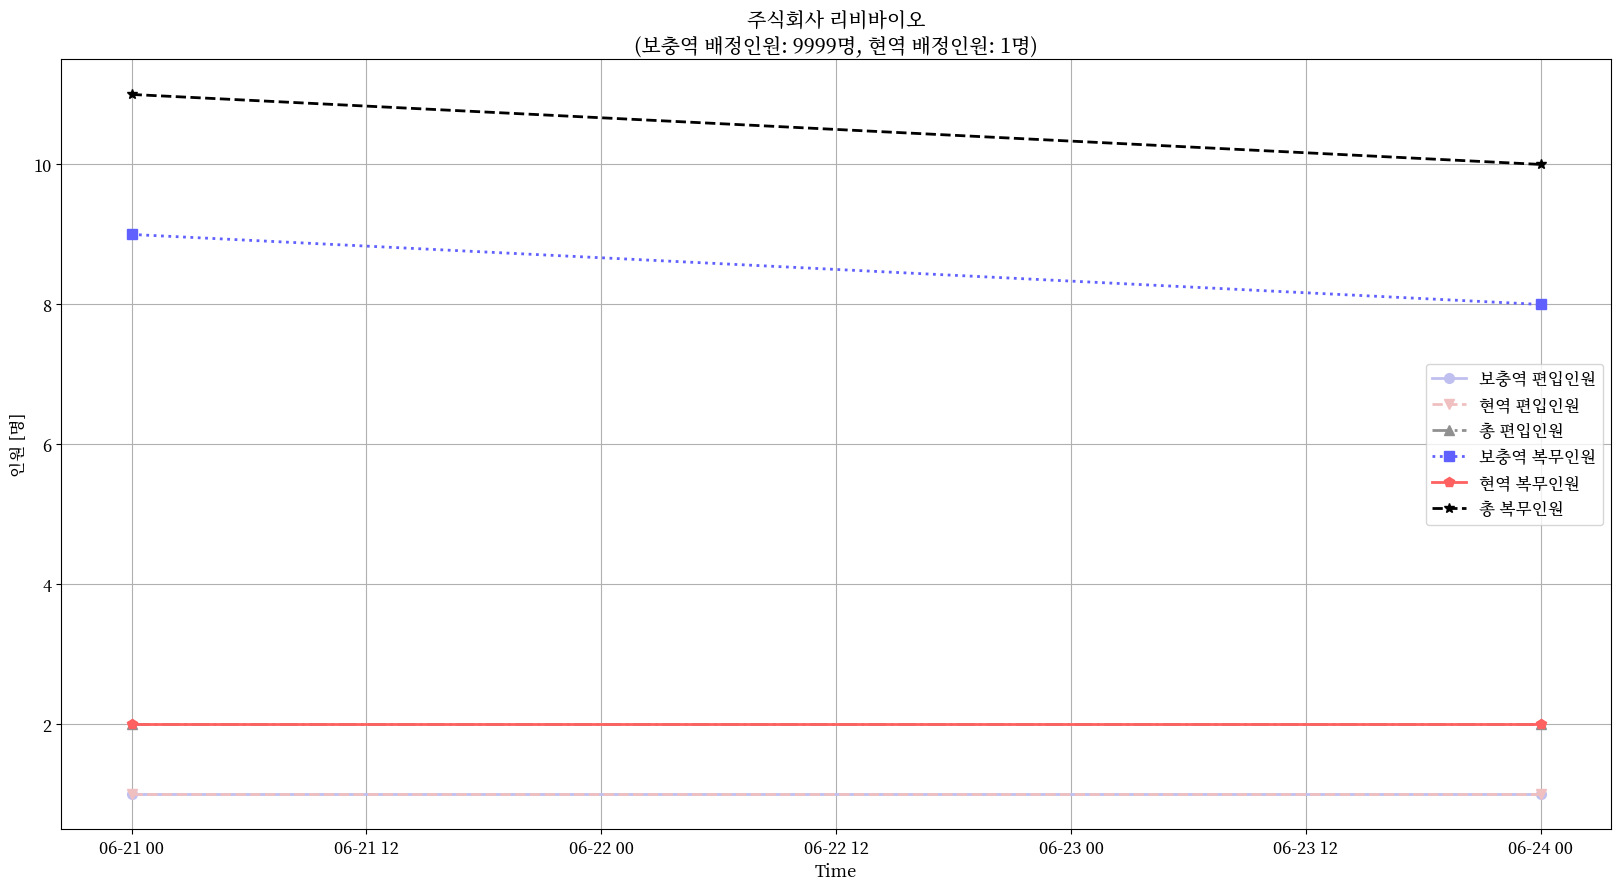 주식회사 리비바이오
(보충역 배정인원: 9999명, 현역 배정인원: 1명)
인원 [명]
10
8
6
4
2
보충역 편입인원
현역 편입인원
총 편입인원
보충역 복무인원
현역 복무인원
총 복무인원
06-21 00
06-21 12
06-22 00
06-22 12
06-23 00
06-23 12
06-24 00
Time